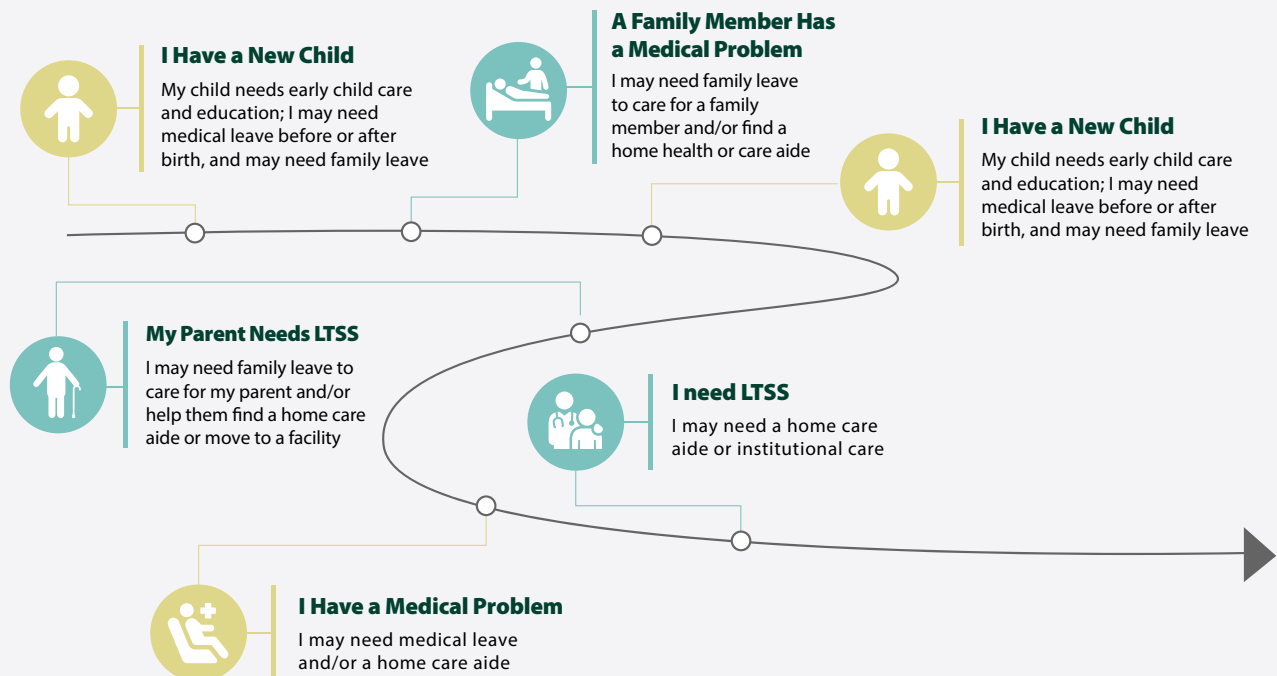 I Have a New Child
My child needs early child care
and education; I may need
medical leave before or after
birth, and may need family leave
A Family Member Has
a Medical Problem
I may need family leave
to care for a family
member and/or find a
home health or care aide
I Have a New Child
My child needs early child care
and education; I may need
medical leave before or after
birth, and may need family leave
My Parent Needs LTSS
I may need family leave to
care for my parent and/or
help them find a home care
aide or move to a facility
I need LTSS
I may need a home care
aide or institutional care
I Have a Medical Problem
I may need medical leave
and/or a home care aide